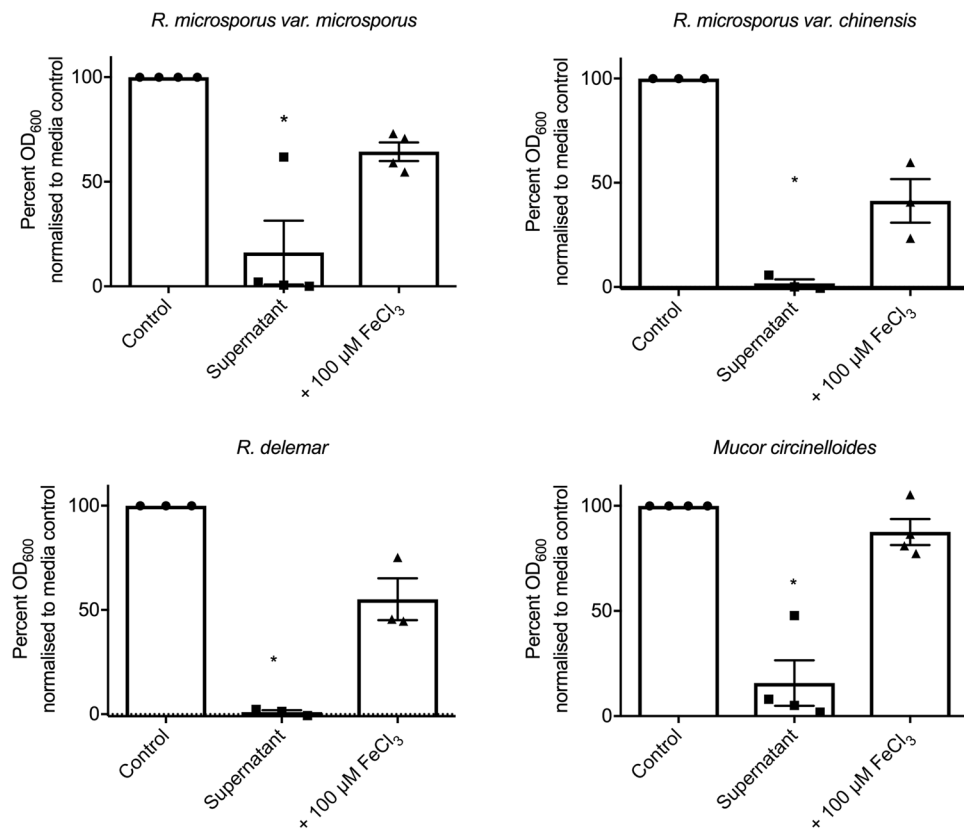 R. microsporus var. microsporus
Percent OD600
normalised to media control
100
50
0
*
Control
Supernatant
+ 100 µM FeCl3
R. microsporus var. chinensis
Percent OD600
normalised to media control
100
50
0
*
Control
Supernatant
+ 100 µM FeCl3
R. delemar
Percent OD600
normalised to media control
100
50
0
*
Control
Supernatant
+ 100 µM FeCl3
Mucor circinelloides
Percent OD600
normalised to media control
100
50
0
*
Control
Supernatant
+ 100 µM FeCl3